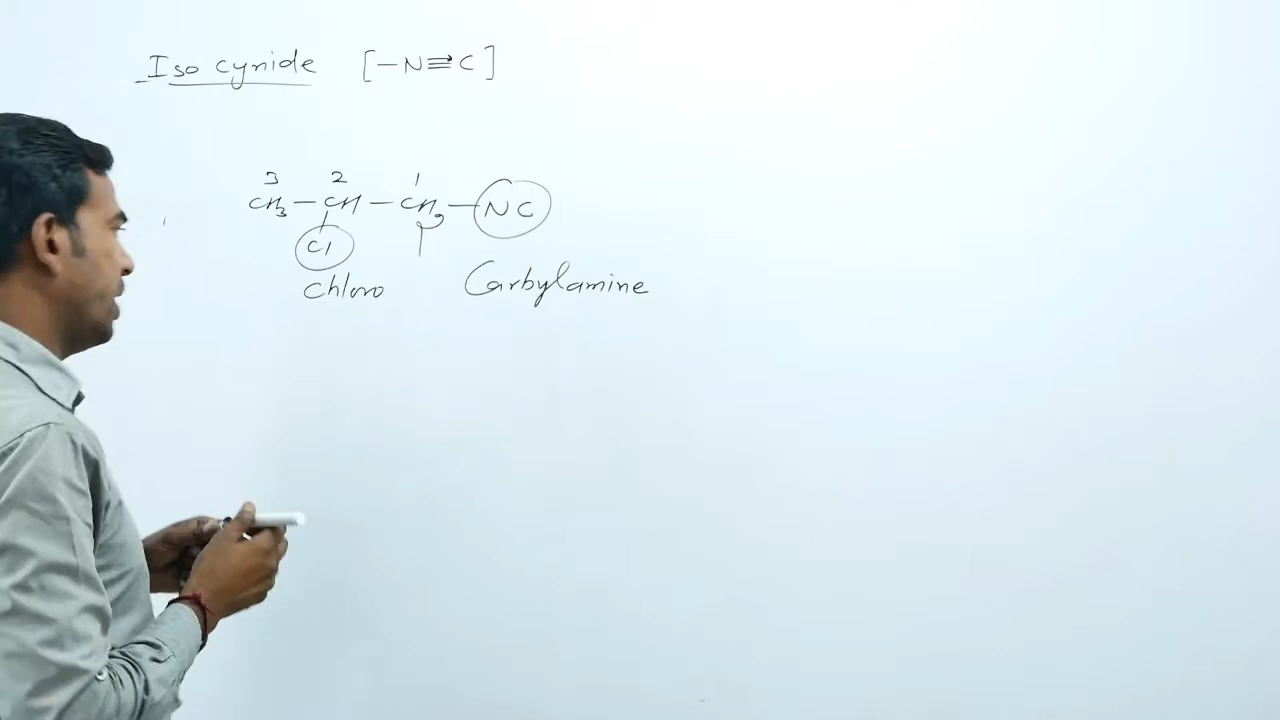 Iso cynide [-N≡C]
3 2 1
CH₃-CH-CH₂-NC
Cl
Chloro Carbylamine